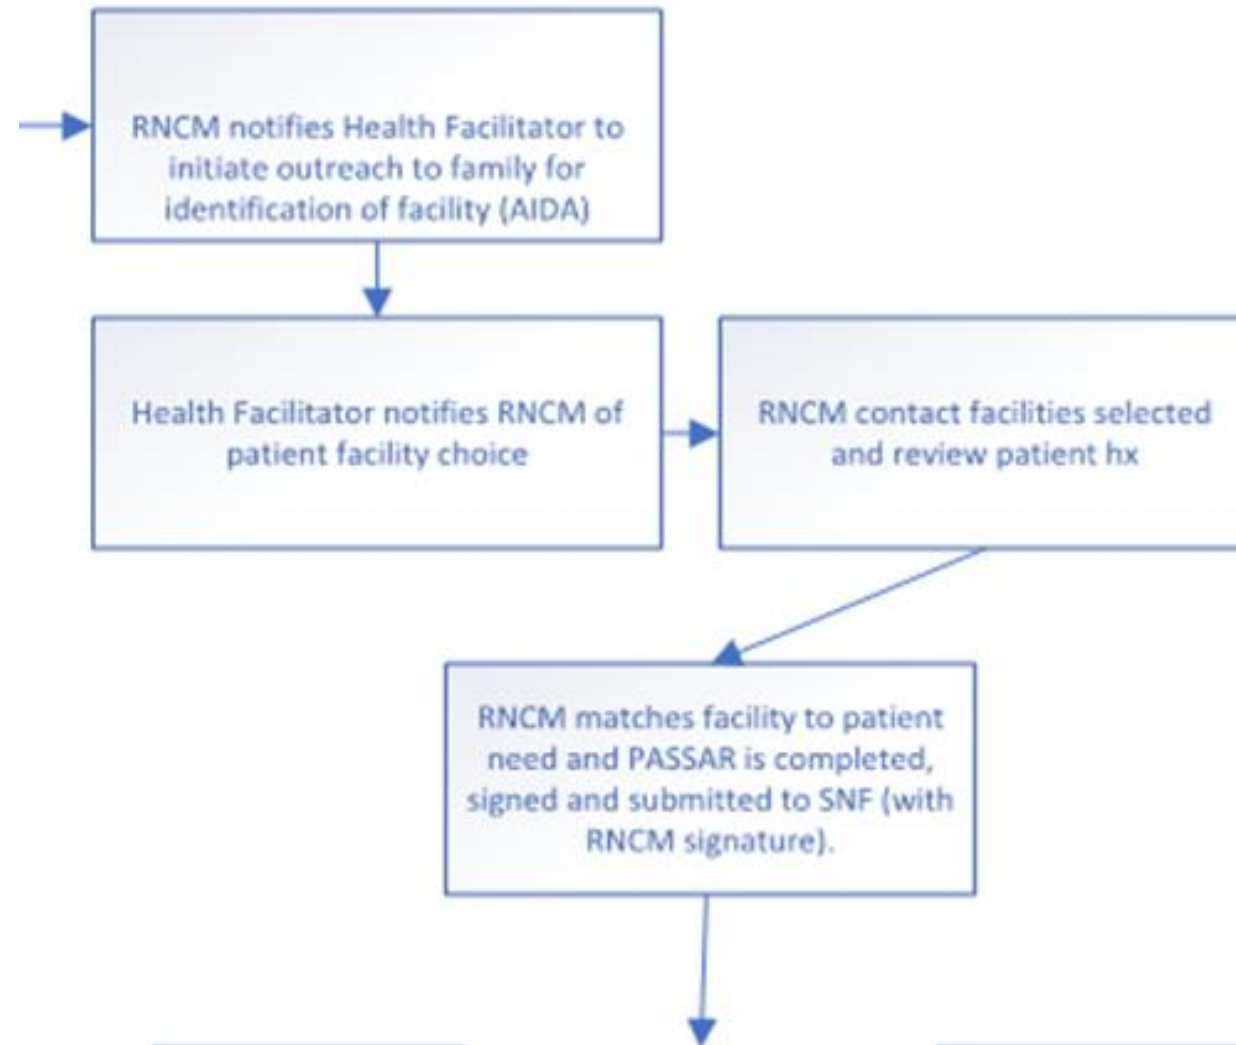 RNCM notifies Health Facilitator to
initiate outreach to family for
identification of facility (AIDA)
Health Facilitator notifies RNCM of
patient facility choice
RNCM contact facilities selected
and review patient hx
RNCM matches facility to patient
need and PASSAR is completed,
signed and submitted to SNF (with
RNCM signature).